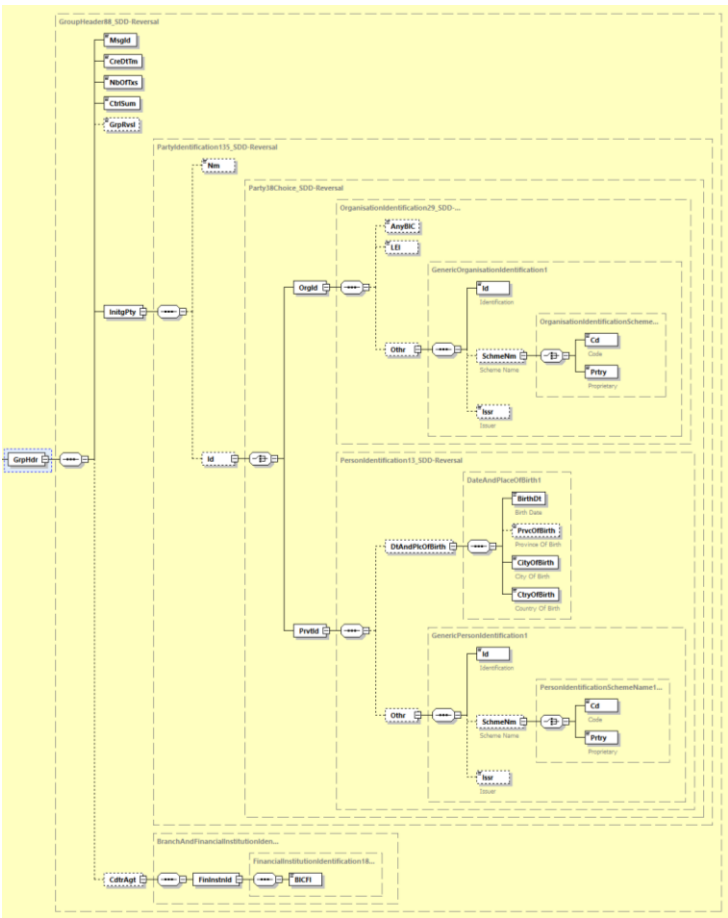 GroupHeader88_SDD-Reversal
MsgId
CreDtTm
NbOfTxs
CtrlSum
GrpRvsl
PartyIdentification135_SDD-Reversal
Nm
Party38Choice_SDD-Reversal
OrganisationIdentification29_SDD-...
AnyBIC
LEI
OrgId
GenericOrganisationIdentification1
Id
Identification
InitgPty
OrganisationIdentificationScheme...
Cd
Code
Othr
SchmeNm
Scheme Name
Prtry
Proprietary
Issr
Issuer
GrpHdr
Id
PersonIdentification13_SDD-Reversal
DateAndPlaceOfBirth1
BirthDt
Birth Date
PrvcOfBirth
Province Of Birth
DtAndPlcOfBirth
CityOfBirth
City Of Birth
CtryOfBirth
Country Of Birth
PrvtId
GenericPersonIdentification1
Id
Identification
PersonIdentificationSchemeName1...
Cd
Code
Othr
SchmeNm
Scheme Name
Prtry
Proprietary
Issr
Issuer
BranchAndFinancialInstitutionIden...
FinancialInstitutionIdentification18...
CdtrAgt
FinInstnId
BICFI